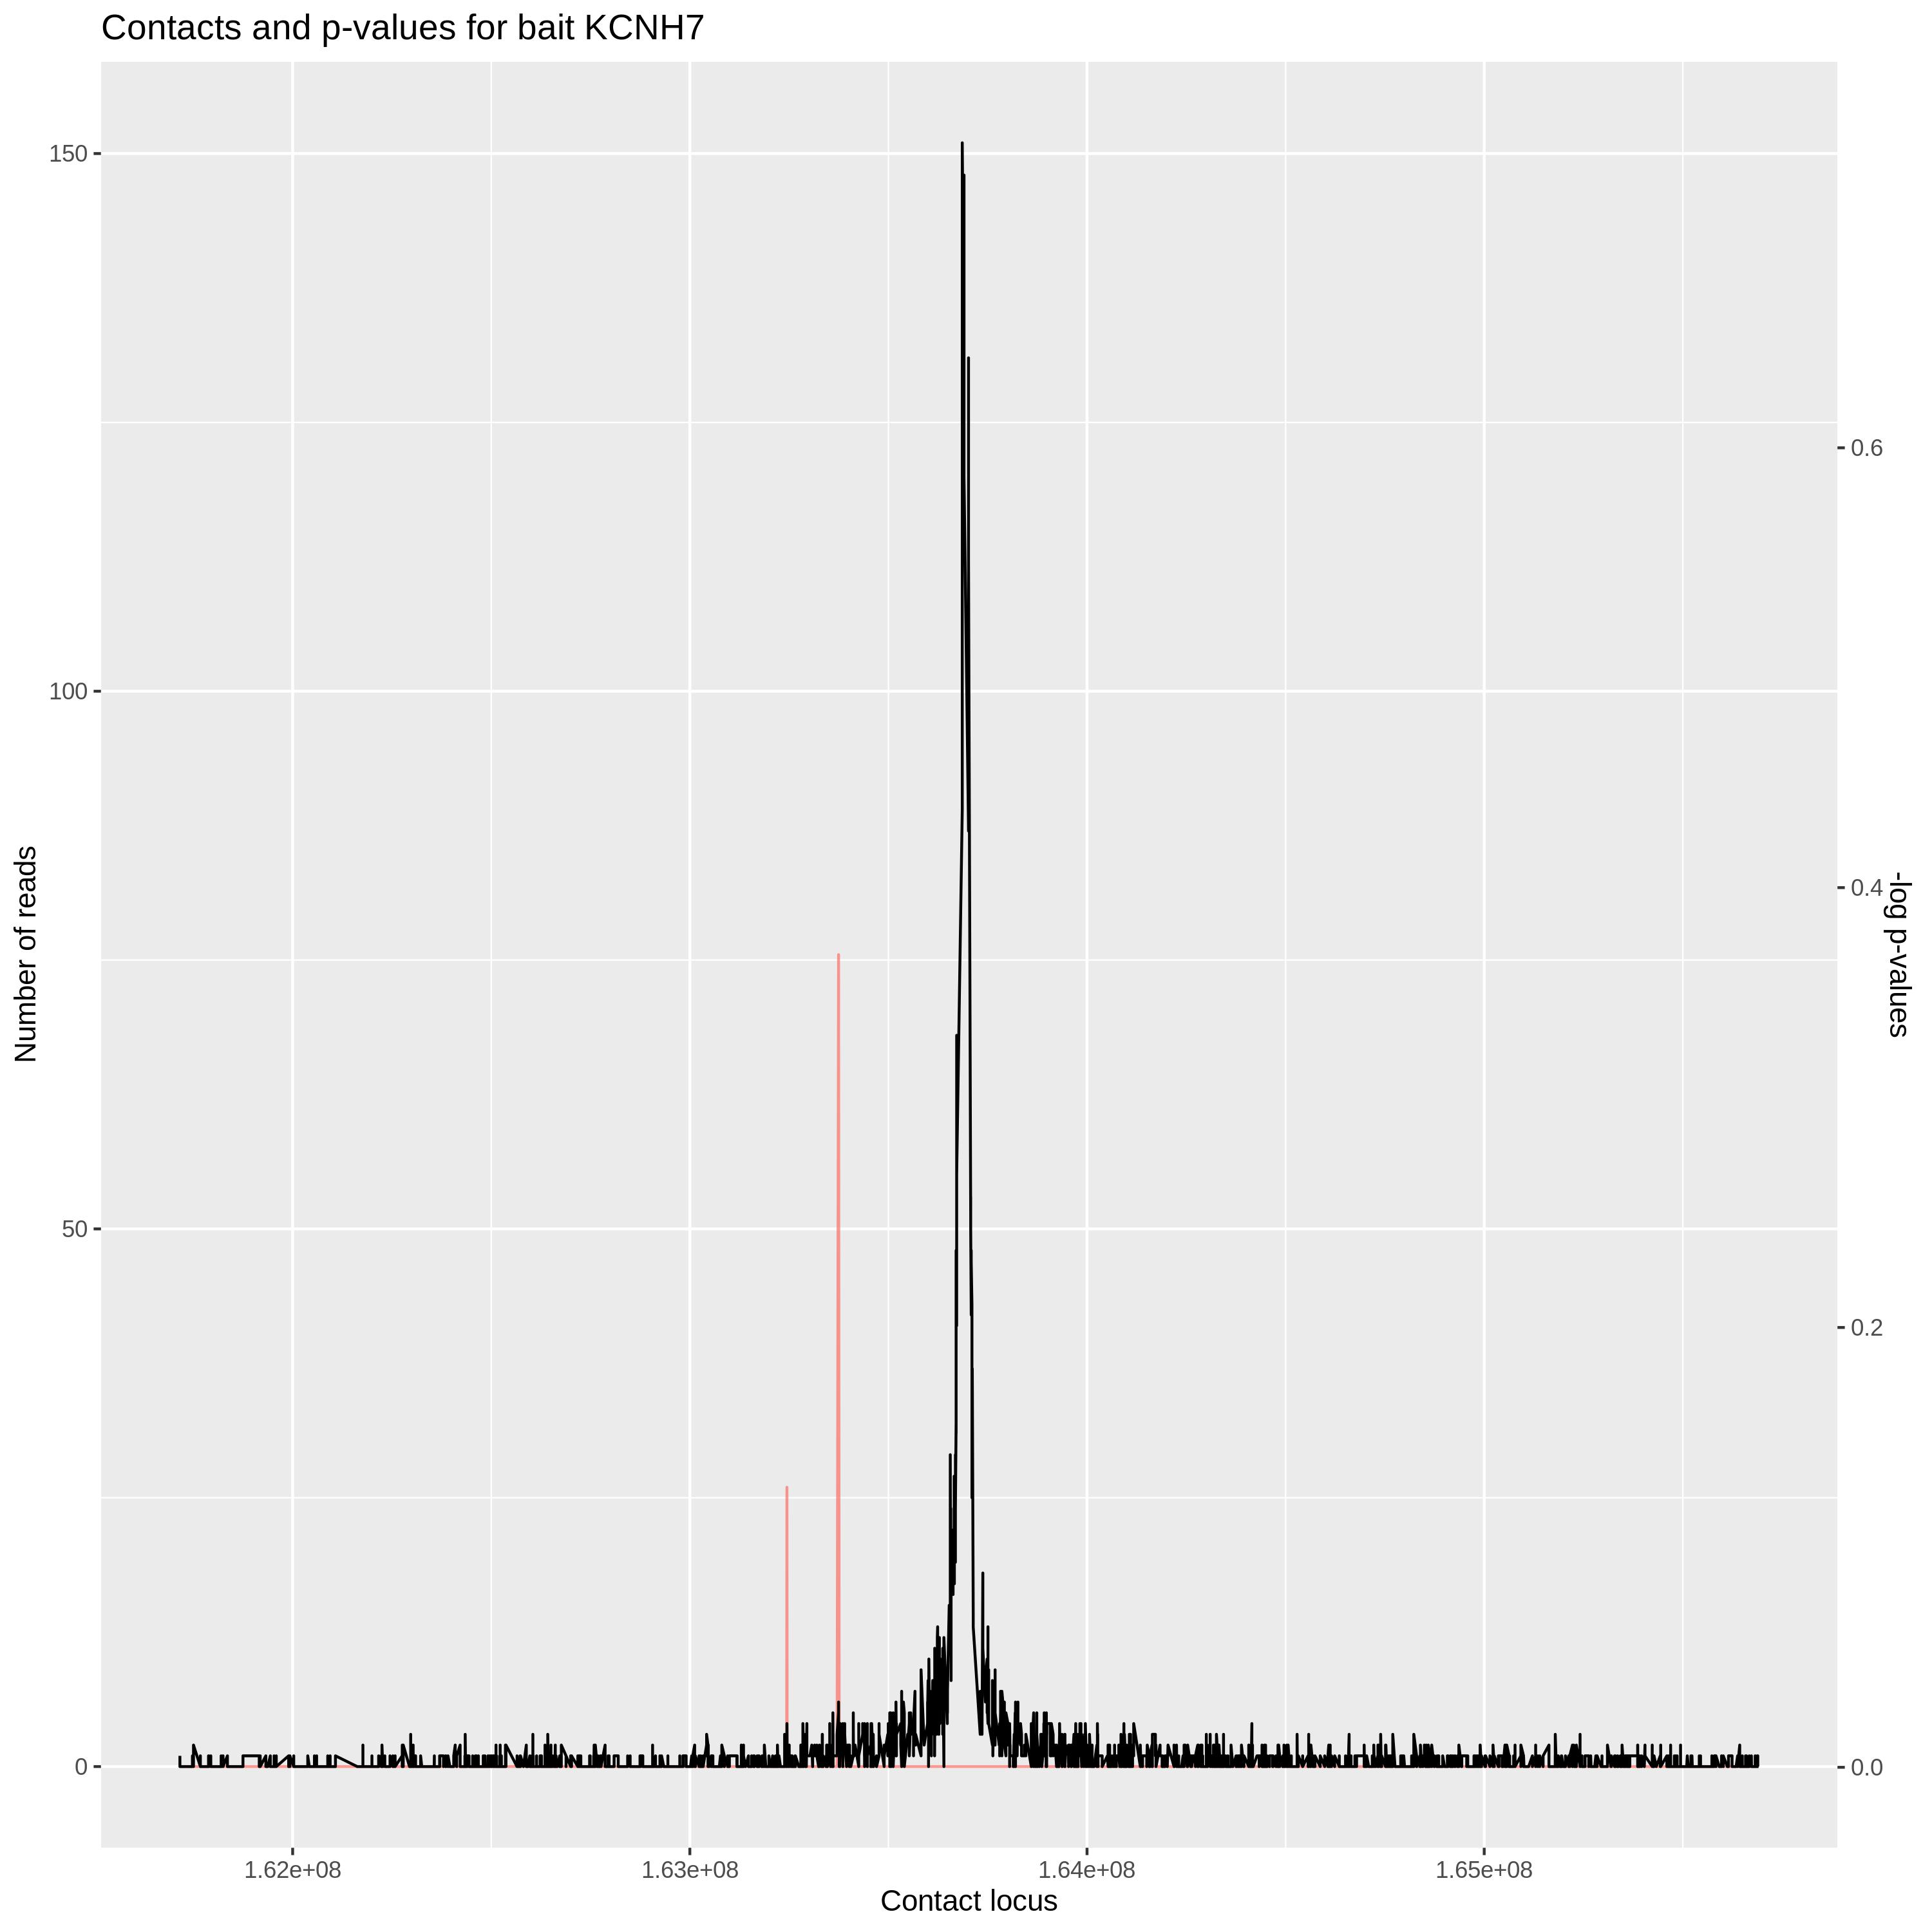 Contacts and p-values for bait KCNH7
150
100
50
0
Number of reads
0.6
0.4
0.2
0.0
-log p-values
1.62e+08
1.63e+08
1.64e+08
1.65e+08
Contact locus